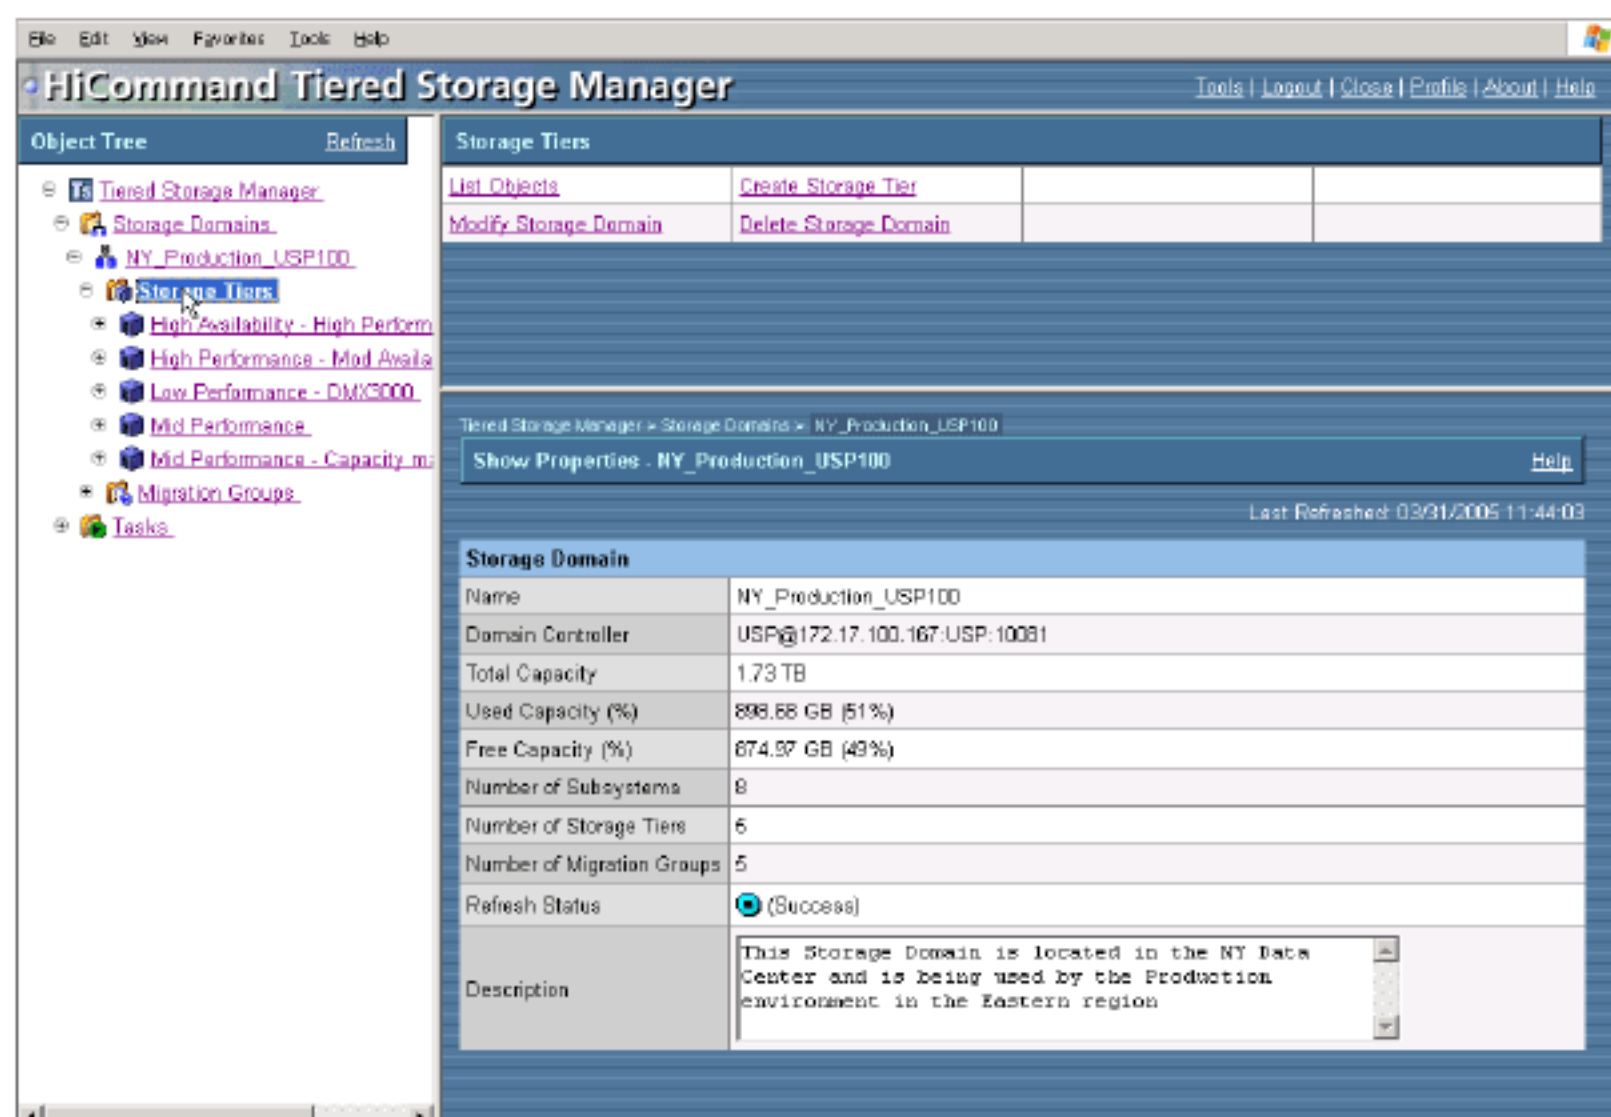 File Edit View Favorites Tools Help
HiCommand Tiered Storage Manager
Tools | Logout | Close | Profile | About | Help
Object Tree Refresh
Tiered Storage Manager
Storage Domains
NY_Production_USP100
Storage Tiers
High Availability - High Perform
High Performance - Mod Availa
Low Performance - DMX3000
Mid Performance
Mid Performance - Capacity ma
Migration Groups
Tasks
Storage Tiers
List Objects Create Storage Tier
Modify Storage Domain Delete Storage Domain
Tiered Storage Manager > Storage Domains > NY_Production_USP100
Show Properties - NY_Production_USP100 Help
Last Refreshed: 03/31/2005 11:44:03
Storage Domain
Name NY_Production_USP100
Domain Controller USP@172.17.100.167:USP:10081
Total Capacity 1.73 TB
Used Capacity (%) 898.68 GB (51%)
Free Capacity (%) 874.97 GB (49%)
Number of Subsystems 8
Number of Storage Tiers
Number of Migration Groups 5
Refresh Status (Success)
Description This Storage Domain is located in the NY Data
Center and is being used by the Production
environment in the Eastern region